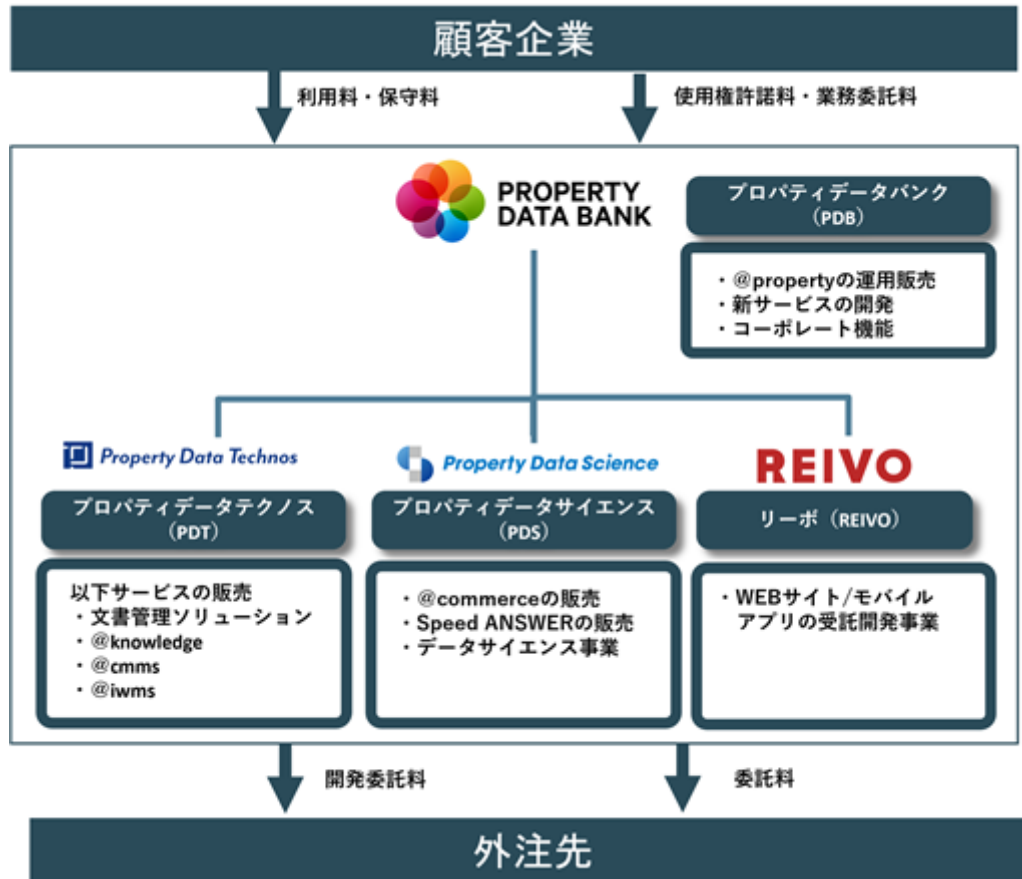 顧客企業
利用料・保守料
使用権許諾料・業務委託料
PROPERTY
DATA BANK
プロパティデータバンク
（PDB）
・@propertyの運用販売
・新サービスの開発
・コーポレート機能
Property Data Technos
プロパティデータテクノス
（PDT）
以下サービスの販売
・文書管理ソリューション
・@knowledge
・@cmms
・@iwms
Property Data Science
プロパティデータサイエンス
（PDS）
・@commerceの販売
・Speed ANSWERの販売
・データサイエンス事業
REIVO
リーボ（REIVO）
・WEBサイト/モバイル
アプリの受託開発事業
開発委託料
委託料
外注先